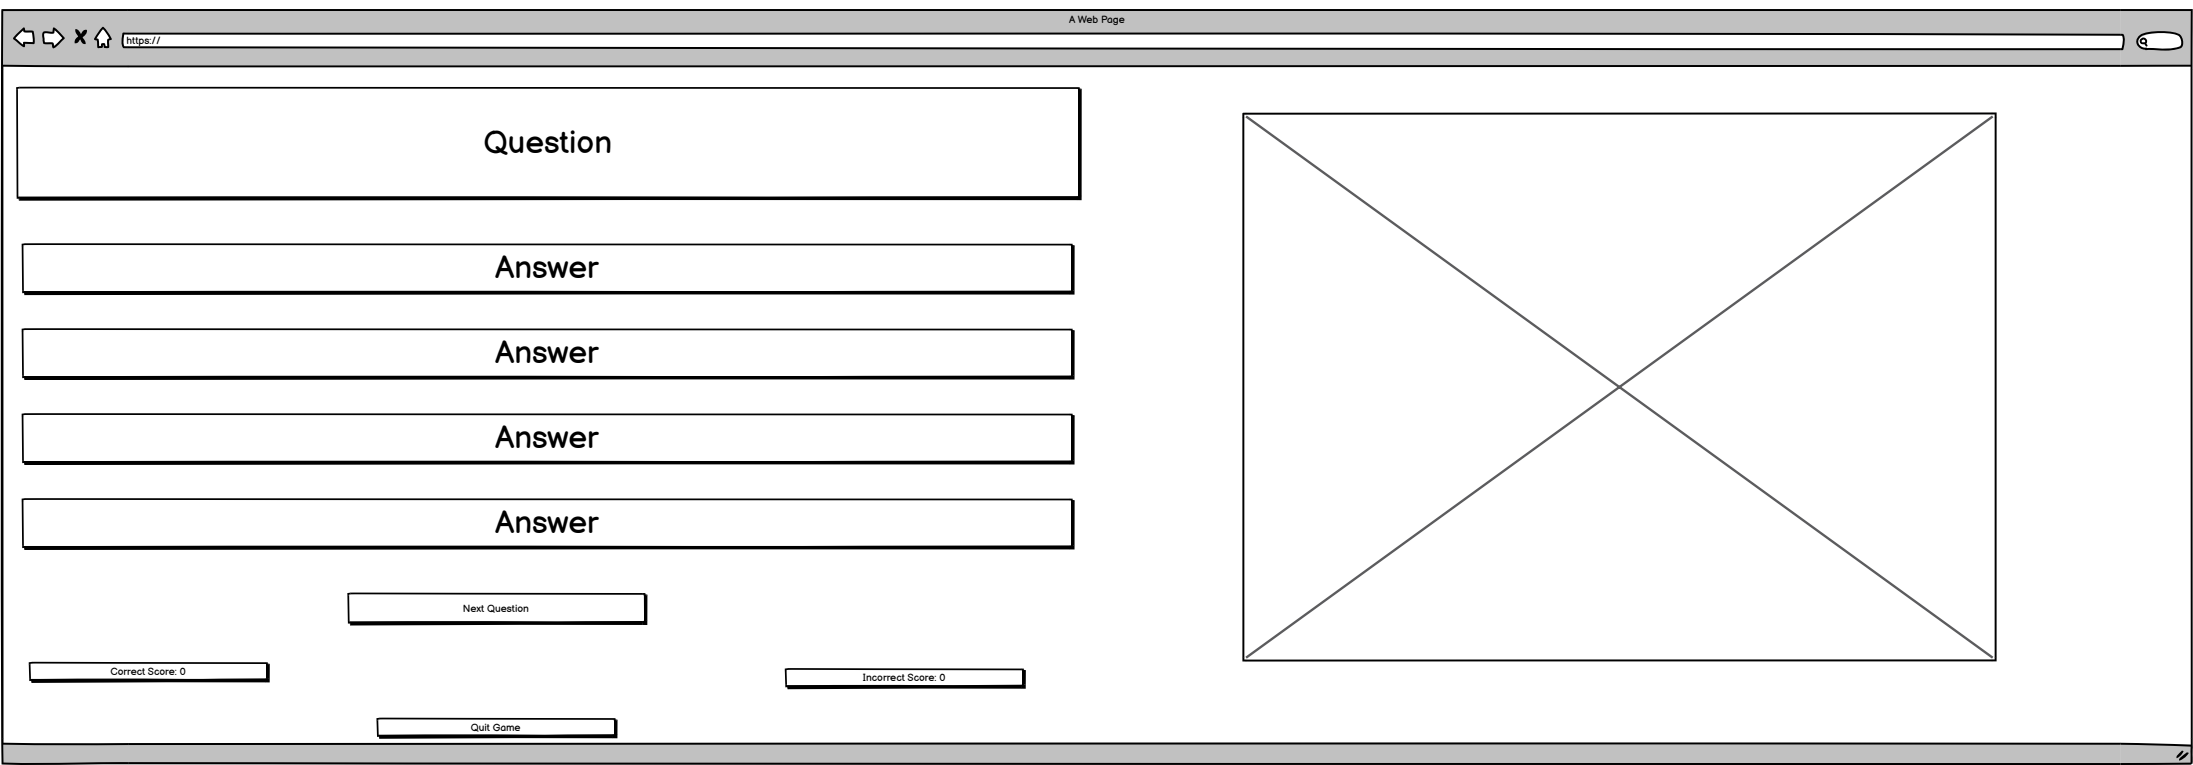 A Web Page
https://
Question
Answer
Answer
Answer
Answer
Next Question
Correct Score: 0
Incorrect Score: 0
Quit Game